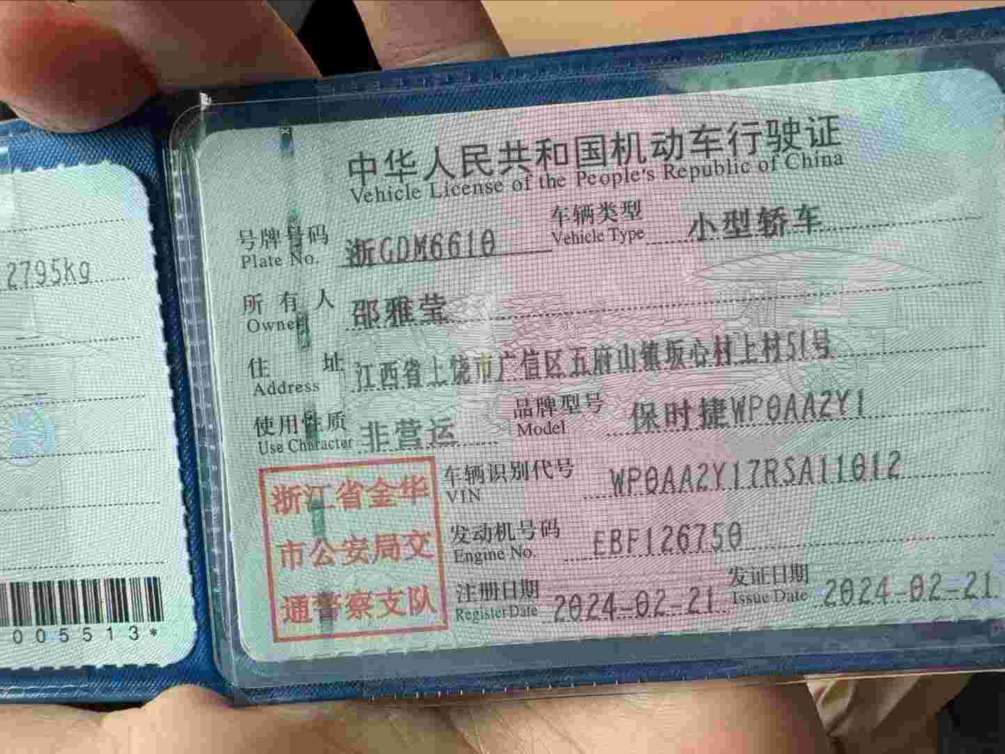 中华人民共和国机动车行驶证
Vehicle License of the People's Republic of China
号牌号码 浙GDM6610 车辆类型 小型轿车
Plate No. Vehicle Type
所有人 邵雅莹
Owner
住址 江西省上饶市广信区五府山镇坂心村上村51号
Address
使用性质 非营运 品牌型号 保时捷WP0AA2Y1
Use Character Model
浙江省金华
市公安局交
通警察支队
车辆识别代号 WP0AA2Y17RSA11012
VIN
发动机号码 EBF126750
Engine No.
注册日期 2024-02-21 发证日期 2024-02-21
Register Date Issue Date
2795kg
005513*